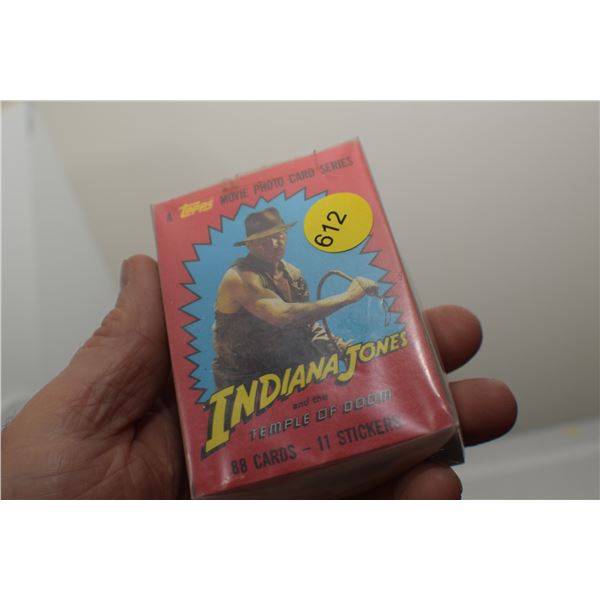 A Topps MOVIE PHOTO CARD SERIES
612
INDIANA JONES
and the
TEMPLE OF DOOM
88 CARDS - 11 STICKERS